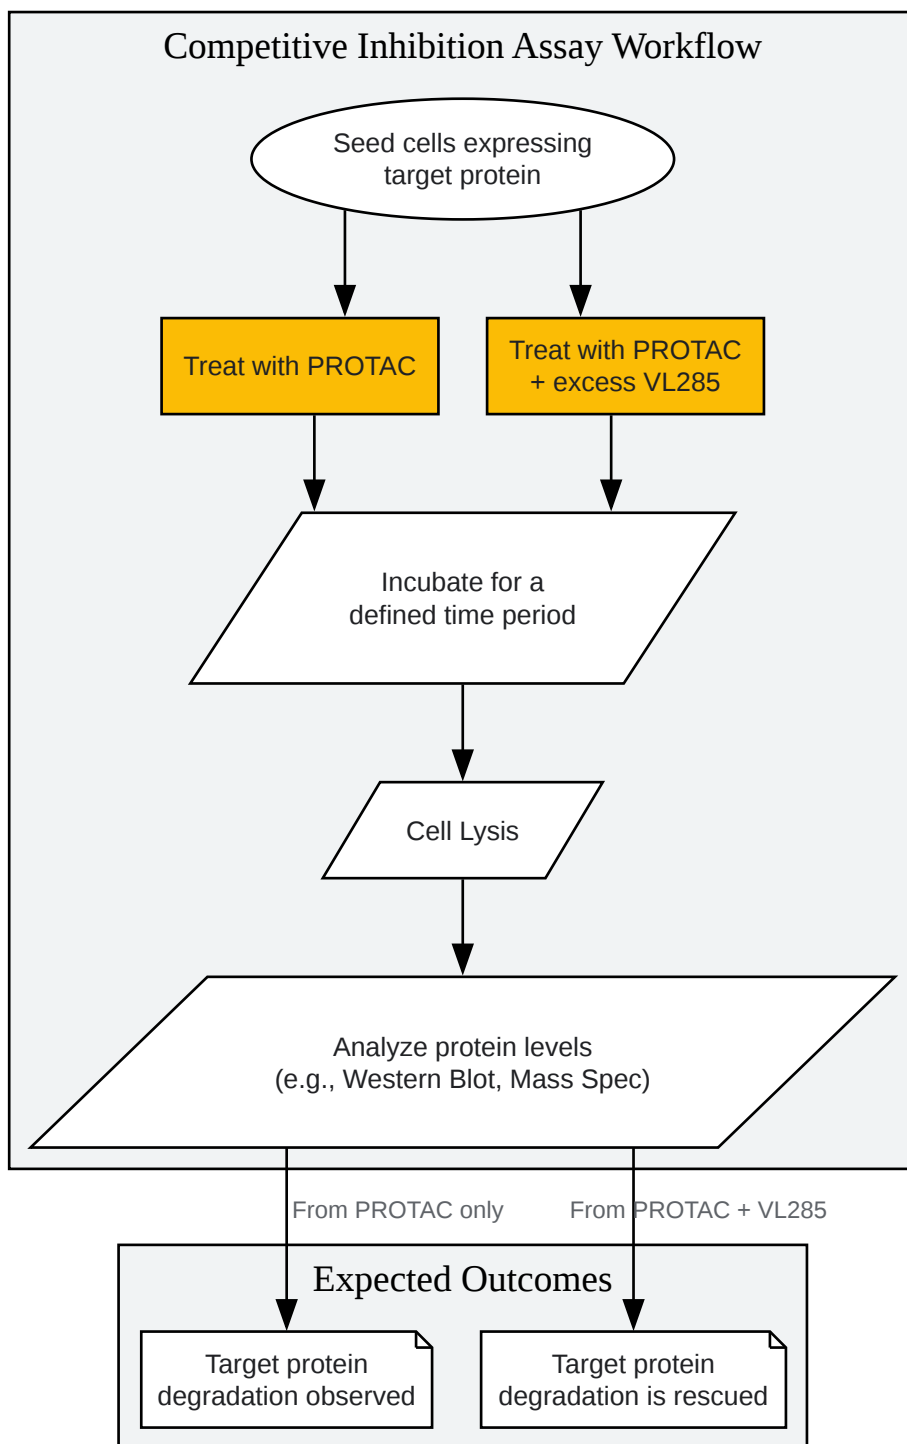 Competitive Inhibition Assay Workflow
Seed cells expressing
target protein
Treat with PROTAC
Treat with PROTAC
+ excess VL285
Incubate for a
defined time period
Cell Lysis
Analyze protein levels
(e.g., Western Blot, Mass Spec)
From PROTAC only
From PROTAC + VL285
Expected Outcomes
Target protein
degradation observed
Target protein
degradation is rescued